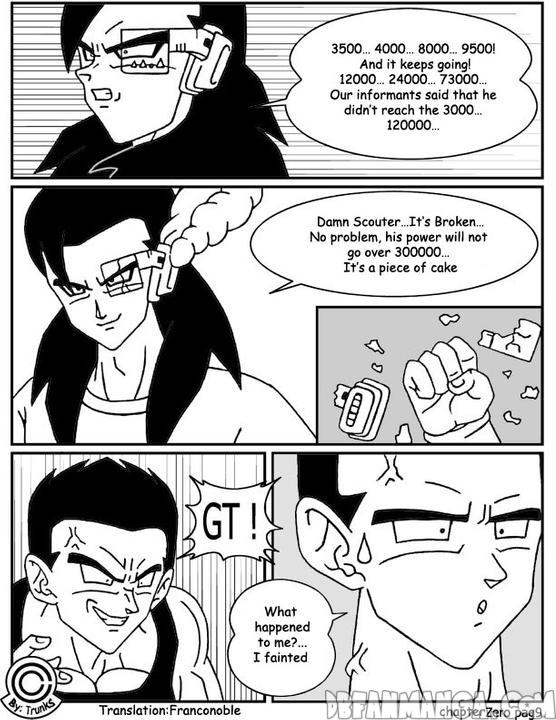 3500... 4000... 8000... 9500!
And it keeps going!
12000... 24000... 73000...
Our informants said that he
didn't reach the 3000...
120000...
Damn Scouter...It's Broken...
No problem, his power will not
go over 300000...
It's a piece of cake
GT !
What
happened
to me?...
I fainted
By: Trunks
Translation:Franconoble
DBFANMANGA.COM
chapterZero pag9